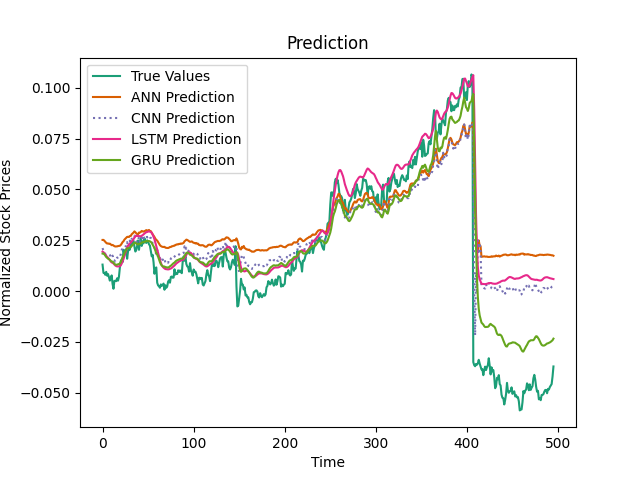 Prediction
True Values
ANN Prediction
CNN Prediction
LSTM Prediction
GRU Prediction
Normalized Stock Prices
0.100
0.075
0.050
0.025
0.000
−0.025
−0.050
0
100
200
300
400
500
Time